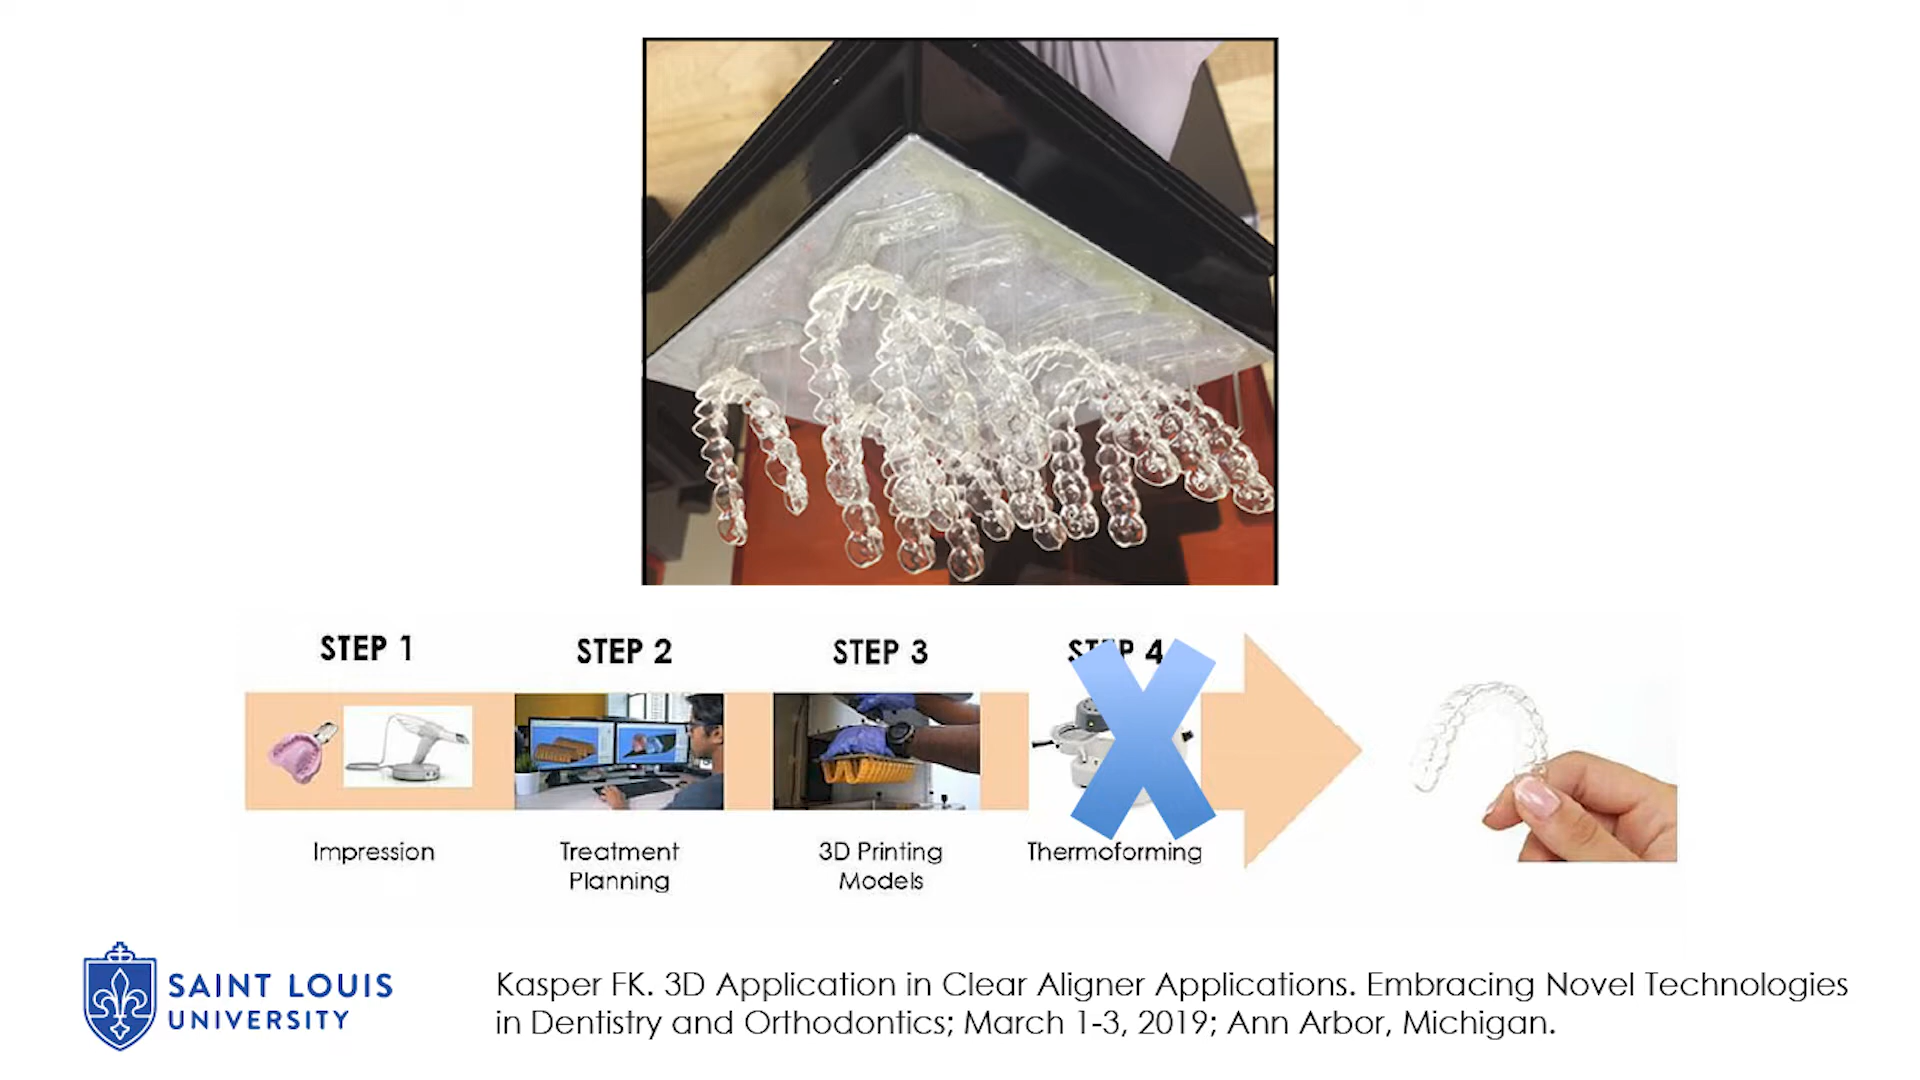 STEP 1
STEP 2
STEP 3
STEP 4
Impression
Treatment
Planning
3D Printing
Models
Thermoforming
SAINT LOUIS
UNIVERSITY
Kasper FK. 3D Application in Clear Aligner Applications. Embracing Novel Technologies
in Dentistry and Orthodontics; March 1-3, 2019; Ann Arbor, Michigan.